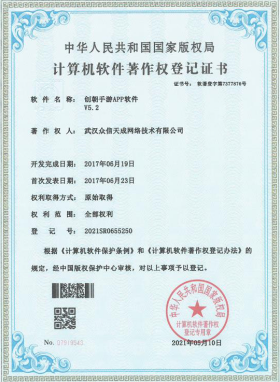 中华人民共和国国家版权局
计算机软件著作权登记证书
证书号： 软著登字第7377876号
软件名称： 创朝手游APP软件
V5.2
著作权人： 武汉众信天成网络技术有限公司
开发完成日期： 2017年06月19日
首次发表日期： 2017年06月23日
权利取得方式： 原始取得
权利范围： 全部权利
登记号： 2021SR0655250
根据《计算机软件保护条例》和《计算机软件著作权登记办法》的
规定，经中国版权保护中心审核，对以上事项予以登记。
中华人民共和国国家版权局
计算机软件著作权
登记专用章
No.
2021年05月10日